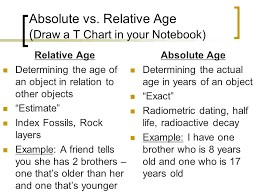 Absolute vs. Relative Age
(Draw a T Chart in your Notebook)
Relative Age
Determining the age of
an object in relation to
other objects
"Estimate"
Index Fossils, Rock
layers
Example: A friend tells
you she has 2 brothers –
one that's older than her
and one that's younger
Absolute Age
Determining the actual
age in years of an object
"Exact"
Radiometric dating, half
life, radioactive decay
Example: I have one
brother who is 8 years
old and one who is 17
years old